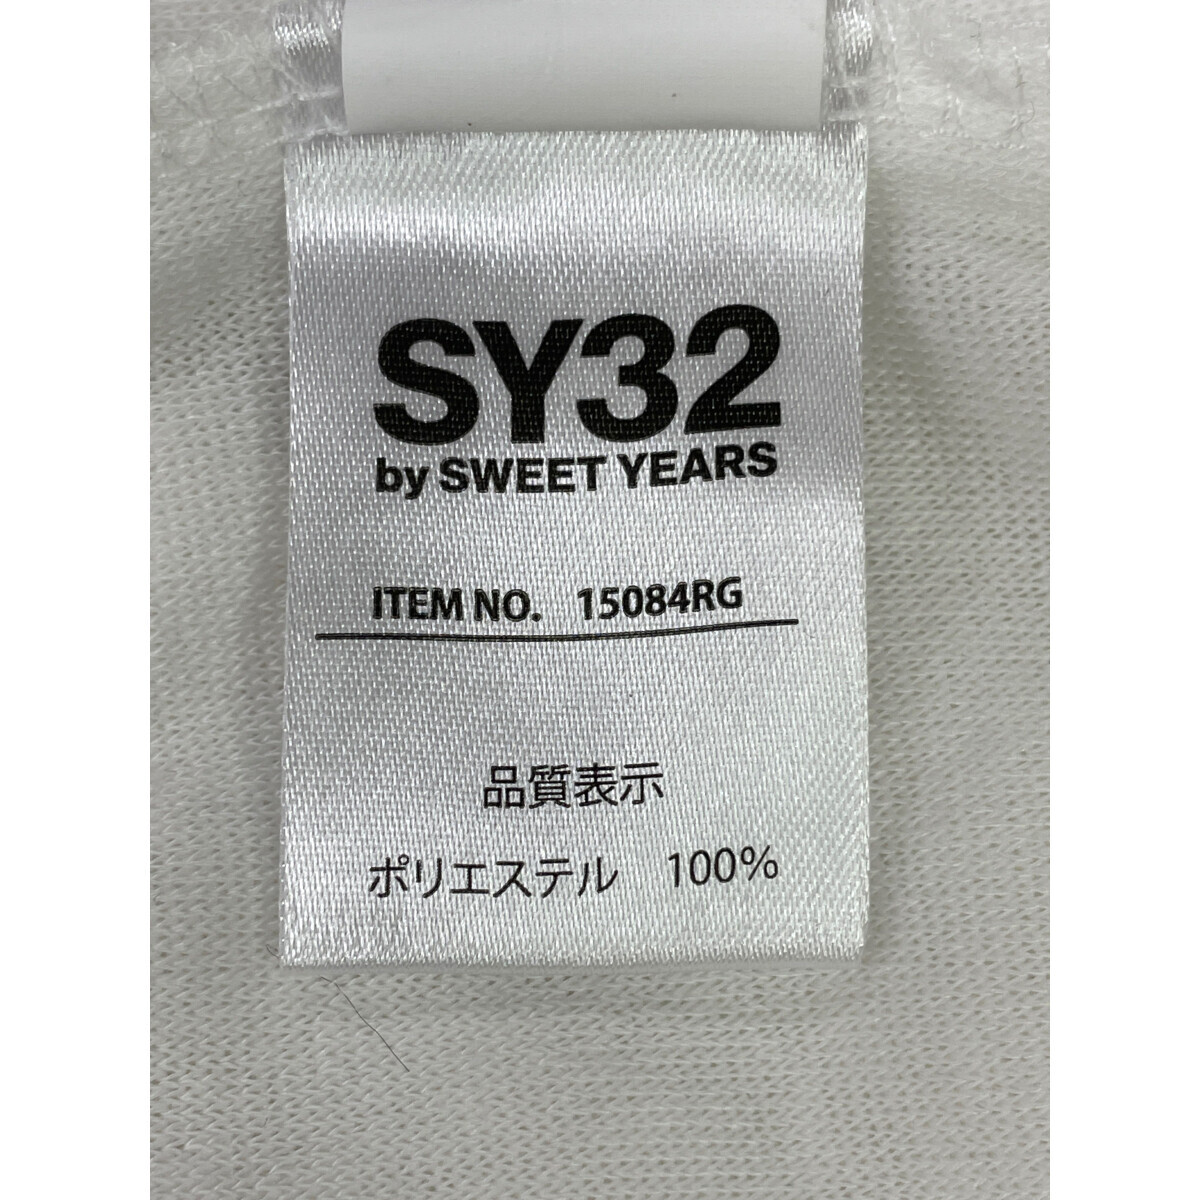 SY32
by SWEET YEARS
ITEM NO. 15084RG
品質表示
ポリエステル 100%